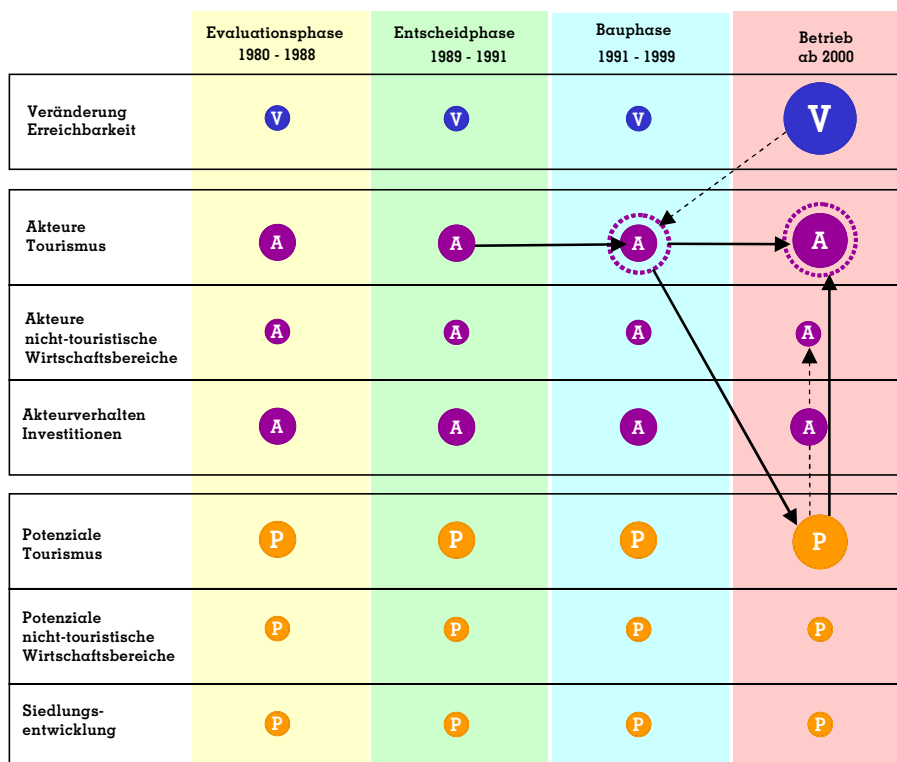 Evaluationsphase
1980 - 1988
Entscheidphase
1989 - 1991
Bauphase
1991 - 1999
Betrieb
ab 2000
Veränderung
Erreichbarkeit
V
V
V
V
Akteure
Tourismus
A
A
A
A
Akteure
nicht-touristische
Wirtschaftsbereiche
A
A
A
A
Akteurverhalten
Investitionen
A
A
A
A
Potenziale
Tourismus
P
P
P
P
Potenziale
nicht-touristische
Wirtschaftsbereiche
P
P
P
P
Siedlungs-
entwicklung
P
P
P
P